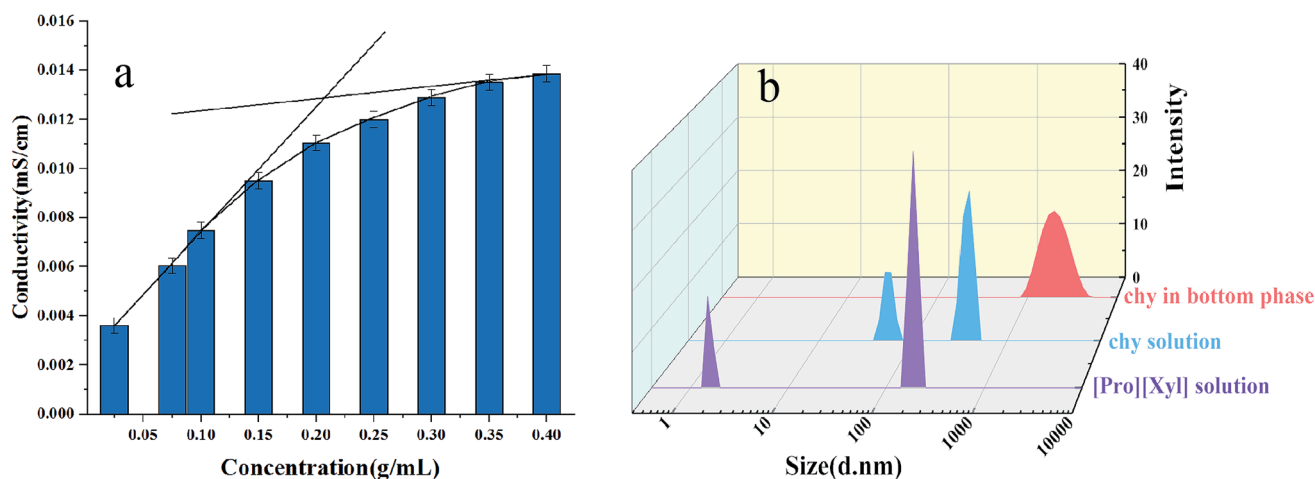 a
Conductivity(mS/cm)
0.016
0.014
0.012
0.010
0.008
0.006
0.004
0.002
0.000
0.05 0.10 0.15 0.20 0.25 0.30 0.35 0.40
Concentration(g/mL)
b
40
30
20
10
0
Intensity
chy in bottom phase
chy solution
[Pro][Xyl] solution
1 10 100 1000 10000
Size(d.nm)